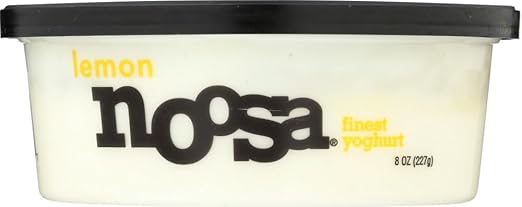 lemon
noosa®
finest
yoghurt
8 OZ (227g)